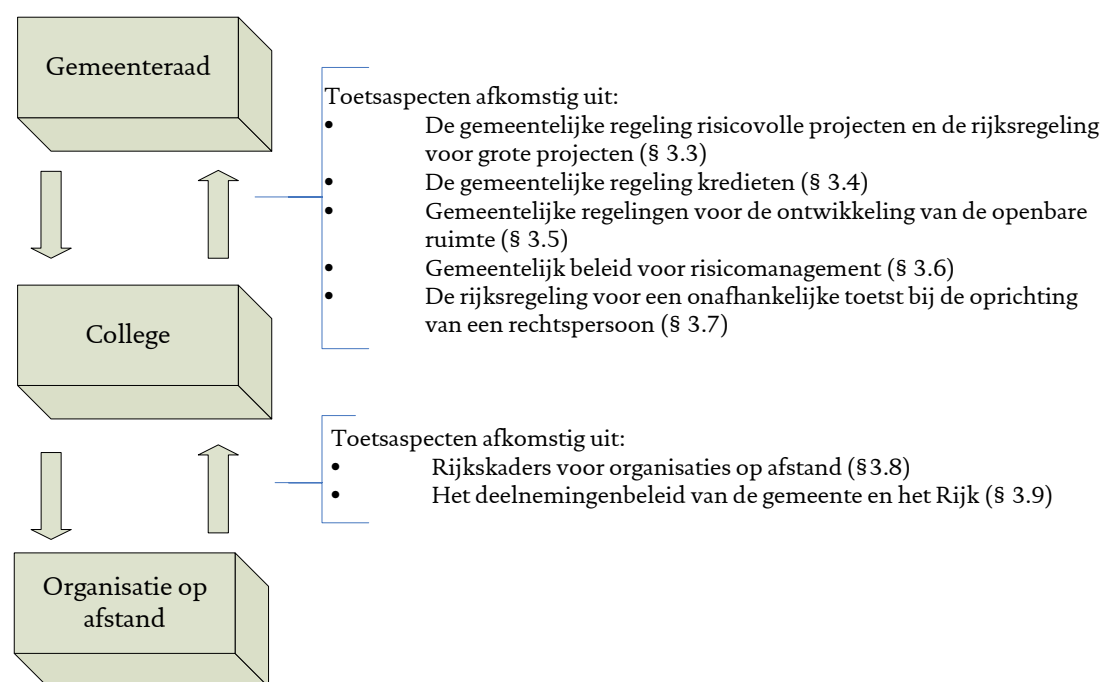 Gemeenteraad
Toetsaspecten afkomstig uit:
• De gemeentelijke regeling risicovolle projecten en de rijksregeling
voor grote projecten (§ 3.3)
• De gemeentelijke regeling kredieten (§ 3.4)
• Gemeentelijke regelingen voor de ontwikkeling van de openbare
ruimte (§ 3.5)
• Gemeentelijk beleid voor risicomanagement (§ 3.6)
• De rijksregeling voor een onafhankelijke toetst bij de oprichting
van een rechtspersoon (§ 3.7)
College
Toetsaspecten afkomstig uit:
• Rijkskaders voor organisaties op afstand (§3.8)
• Het deelnemingenbeleid van de gemeente en het Rijk (§ 3.9)
Organisatie op
afstand